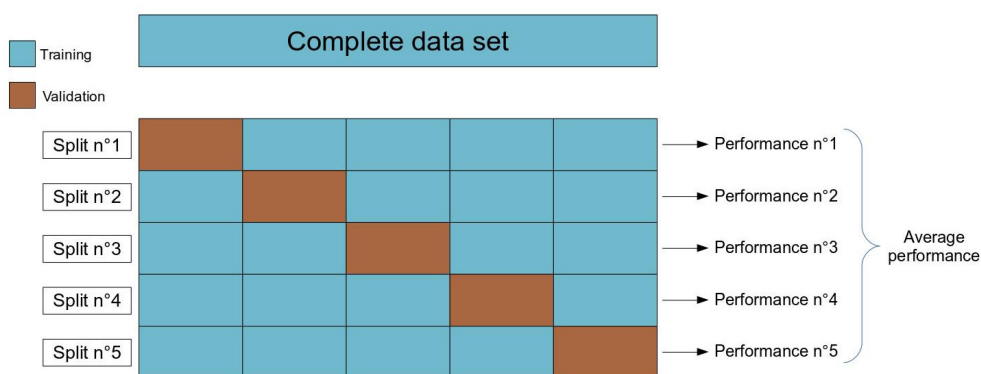 Complete data set
Training
Validation
Split n°1
Performance n°1
Split n°2
Performance n°2
Split n°3
Performance n°3
Average
performance
Split n°4
Performance n°4
Split n°5
Performance n°5